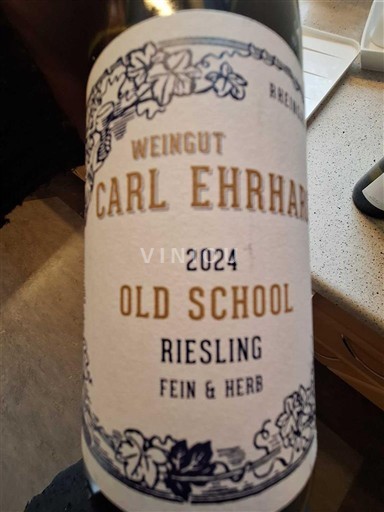 WEINGUT
CARL EHRHAR
2024
OLD SCHOOL
RIESLING
FEIN & HERB